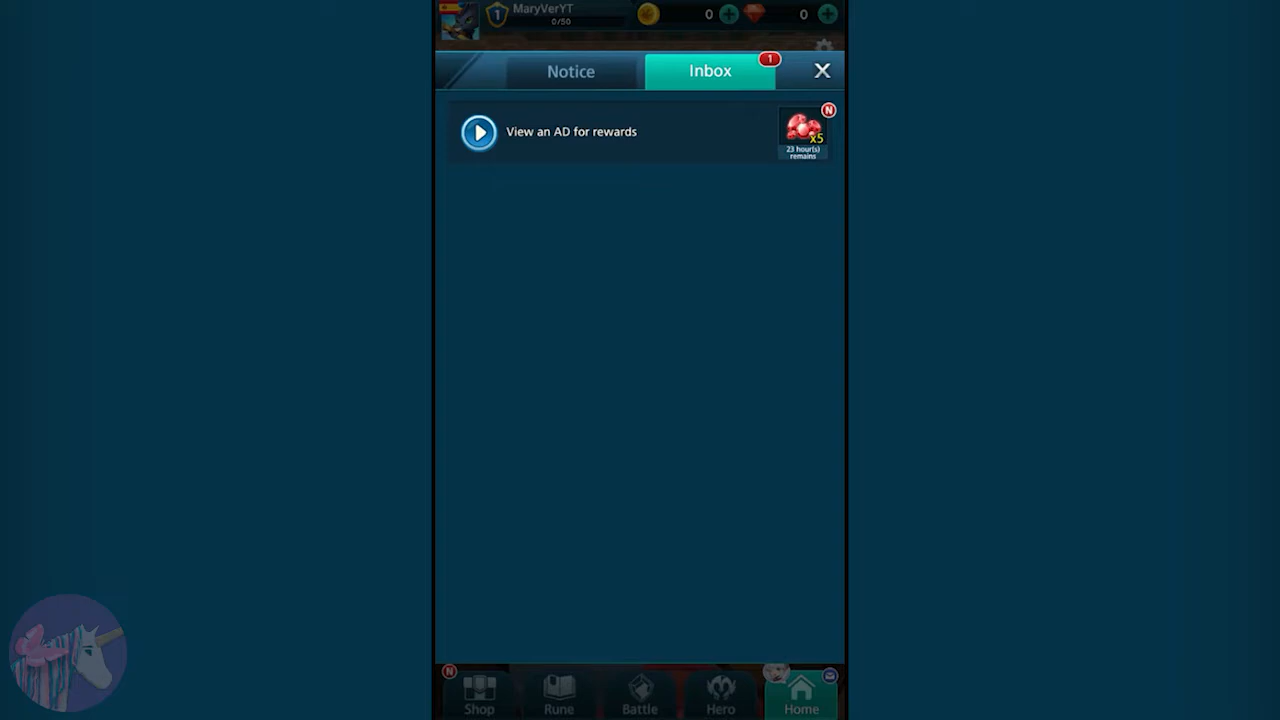 MaryVerYT
1
0/50
0
0
Notice
Inbox
1
View an AD for rewards
N
x5
23 hour(s)
remains
N
Shop
Rune
Battle
Hero
Home